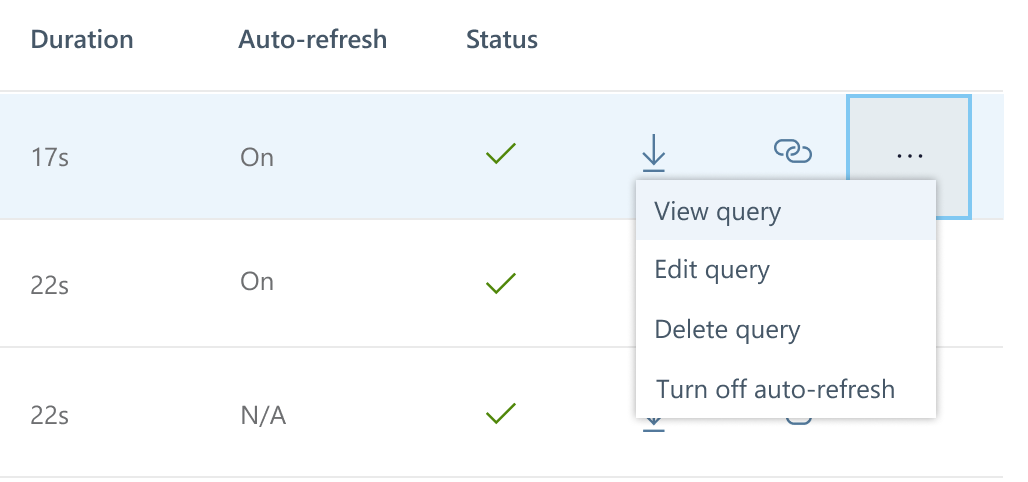 Duration Auto-refresh Status
17s On ...
View query
22s On
Edit query
Delete query
Turn off auto-refresh
22s N/A